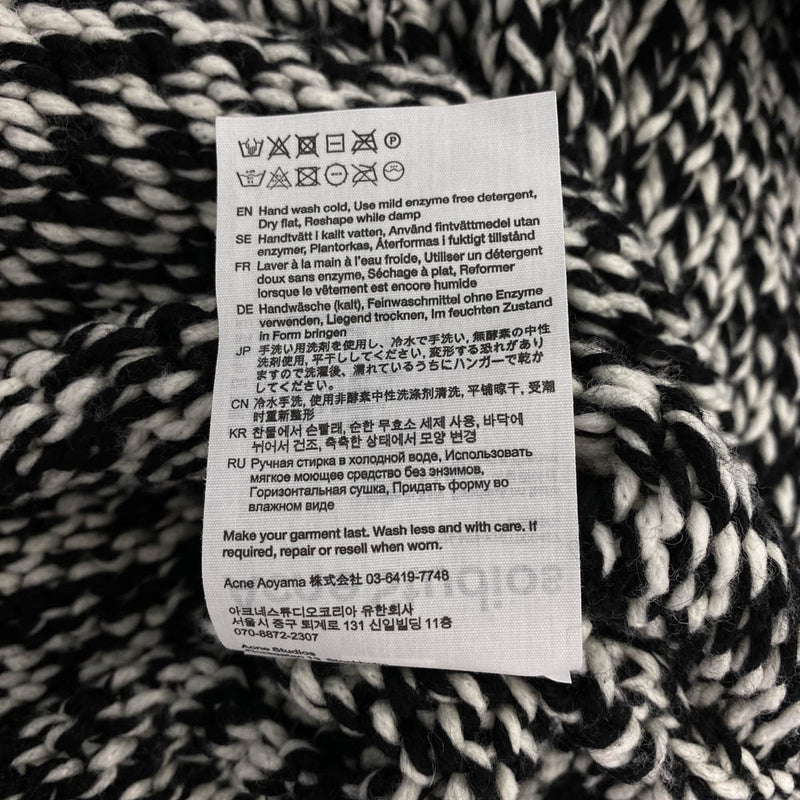 EN Hand wash cold, Use mild enzyme free detergent,
Dry flat, Reshape while damp
SE Handtvätt i kallt vatten, Använd fintvättmedel utan
enzymer, Plantorkas, Återformas i fuktigt tillstånd
FR Laver à la main à l'eau froide, Utiliser un détergent
doux sans enzyme, Séchage à plat, Reformer
lorsque le vêtement est encore humide
DE Handwäsche (kalt), Feinwaschmittel ohne Enzyme
verwenden, Liegend trocknen, Im feuchten Zustand
in Form bringen
JP 手洗い用洗剤を使用し、冷水で手洗い, 無酵素の中性
洗剤使用, 平干ししてください, 変形する恐れがあり
ますので洗濯後、濡れているうちにハンガーで乾か
してください。
CN 冷水手洗, 使用非酵素中性洗涤剂清洗, 平铺晾干, 受潮
时重新整形
KR 찬물에서 손빨래, 순한 무효소 세제 사용, 바닥에
뉘어서 건조, 축축한 상태에서 모양 변경
RU Ручная стирка в холодной воде, Использовать
мягкое моющее средство без энзимов,
Горизонтальная сушка, Придать форму во
влажном виде
Make your garment last. Wash less and with care. If
required, repair or resell when worn.
Acne Aoyama 株式会社 03-6419-7748
아크네스튜디오코리아 유한회사
서울시 중구 퇴계로 131 신일빌딩 11층
070-8872-2307
Acne Studios